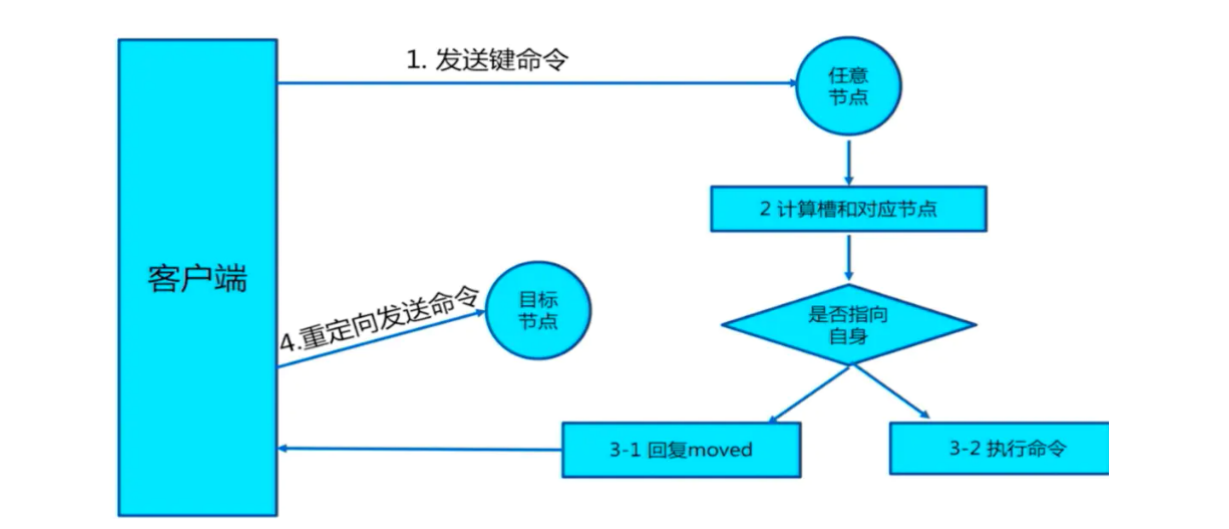 1. 发送键命令
任意
节点
2 计算槽和对应节点
客户端
目标
节点
4.重定向发送命令
是否指向
自身
3-1 回复moved
3-2 执行命令